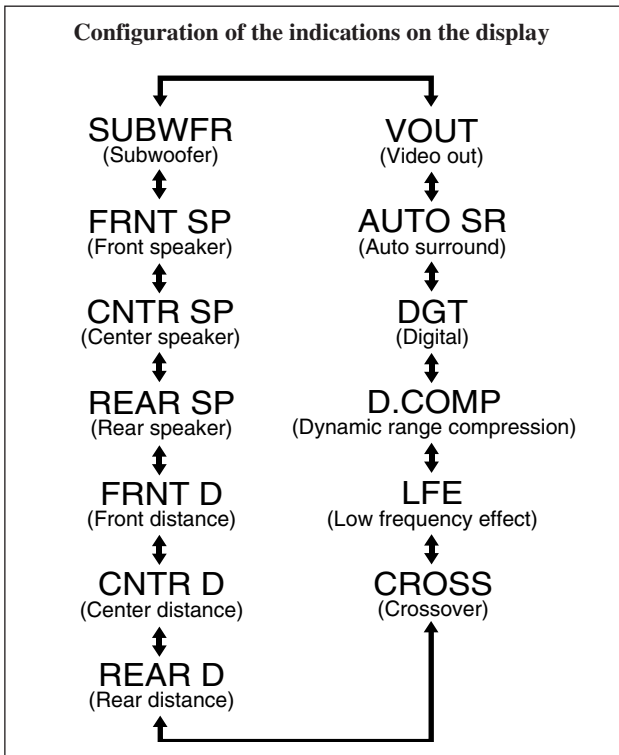 Configuration of the indications on the display
SUBWFR
(Subwoofer)
FRNT SP
(Front speaker)
CNTR SP
(Center speaker)
REAR SP
(Rear speaker)
FRNT D
(Front distance)
CNTR D
(Center distance)
REAR D
(Rear distance)
VOUT
(Video out)
AUTO SR
(Auto surround)
DGT
(Digital)
D.COMP
(Dynamic range compression)
LFE
(Low frequency effect)
CROSS
(Crossover)